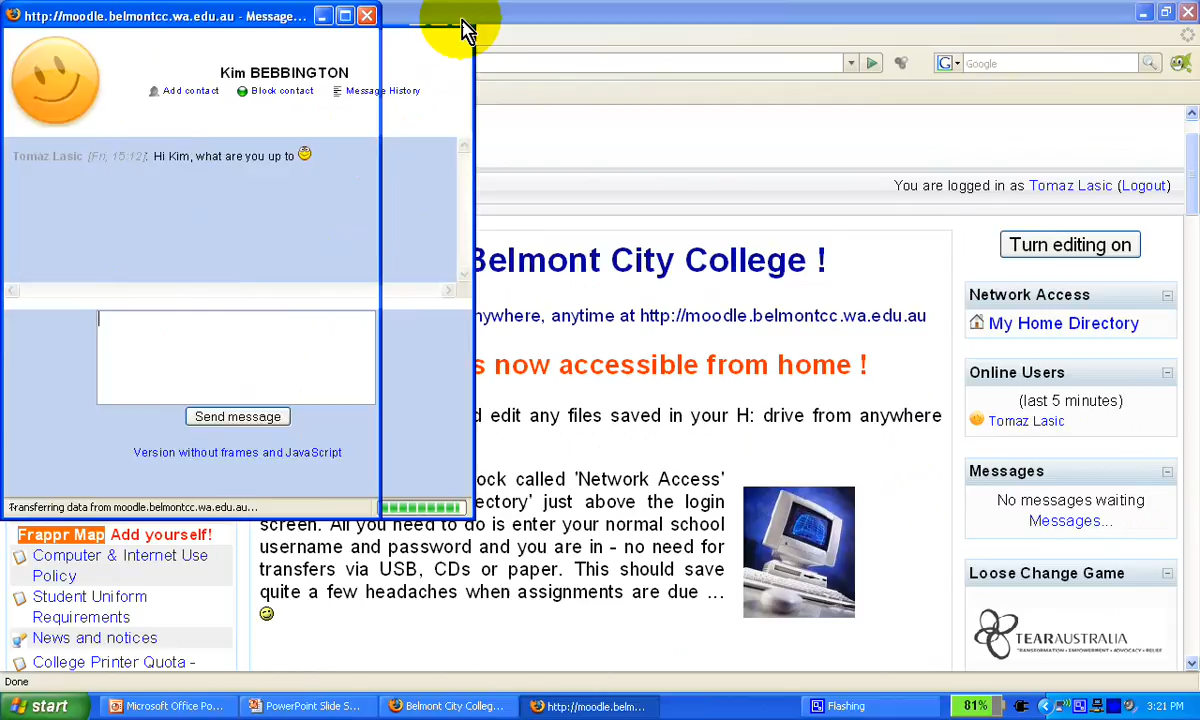 http://moodle.belmontcc.wa.edu.au - Message...
Kim BEBBINGTON
Add contact Block contact Message History
Tomaz Lasic [Fri, 15:12]: Hi Kim, what are you up to
Send message
Version without frames and JavaScript
Transferring data from moodle.belmontcc.wa.edu.au...
G Google
You are logged in as Tomaz Lasic (Logout)
Turn editing on
Belmont City College !
nywhere, anytime at http://moodle.belmontcc.wa.edu.au
s now accessible from home !
d edit any files saved in your H: drive from anywhere
ock called 'Network Access'
rectory' just above the login
screen. All you need to do is enter your normal school
username and password and you are in - no need for
transfers via USB, CDs or paper. This should save
quite a few headaches when assignments are due ...
Network Access
My Home Directory
Online Users
(last 5 minutes)
Tomaz Lasic
Messages
No messages waiting
Messages...
Loose Change Game
TEARAUSTRALIA
TRANSFORMATION • EMPOWERMENT • ADVOCACY • RELIEF
Frappr Map Add yourself!
Computer & Internet Use
Policy
Student Uniform
Requirements
News and notices
College Printer Quota -
Done
start Microsoft Office Po... PowerPoint Slide S... Belmont City Colleg... http://moodle.belm... Flashing 81% 3:21 PM